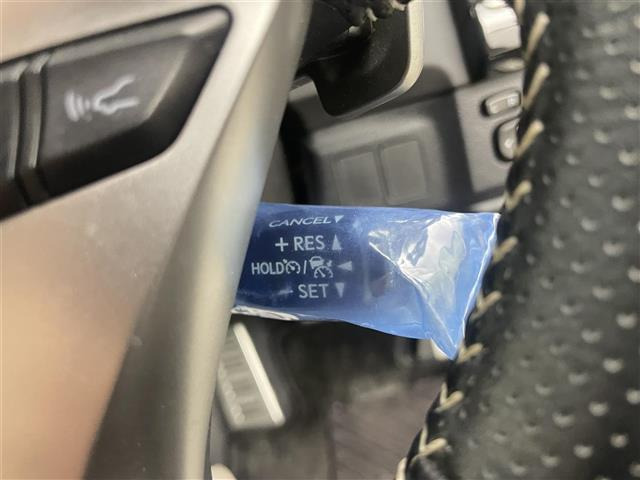 CANCEL▼
+ RES ▲
HOLD / ◀
- SET ▼